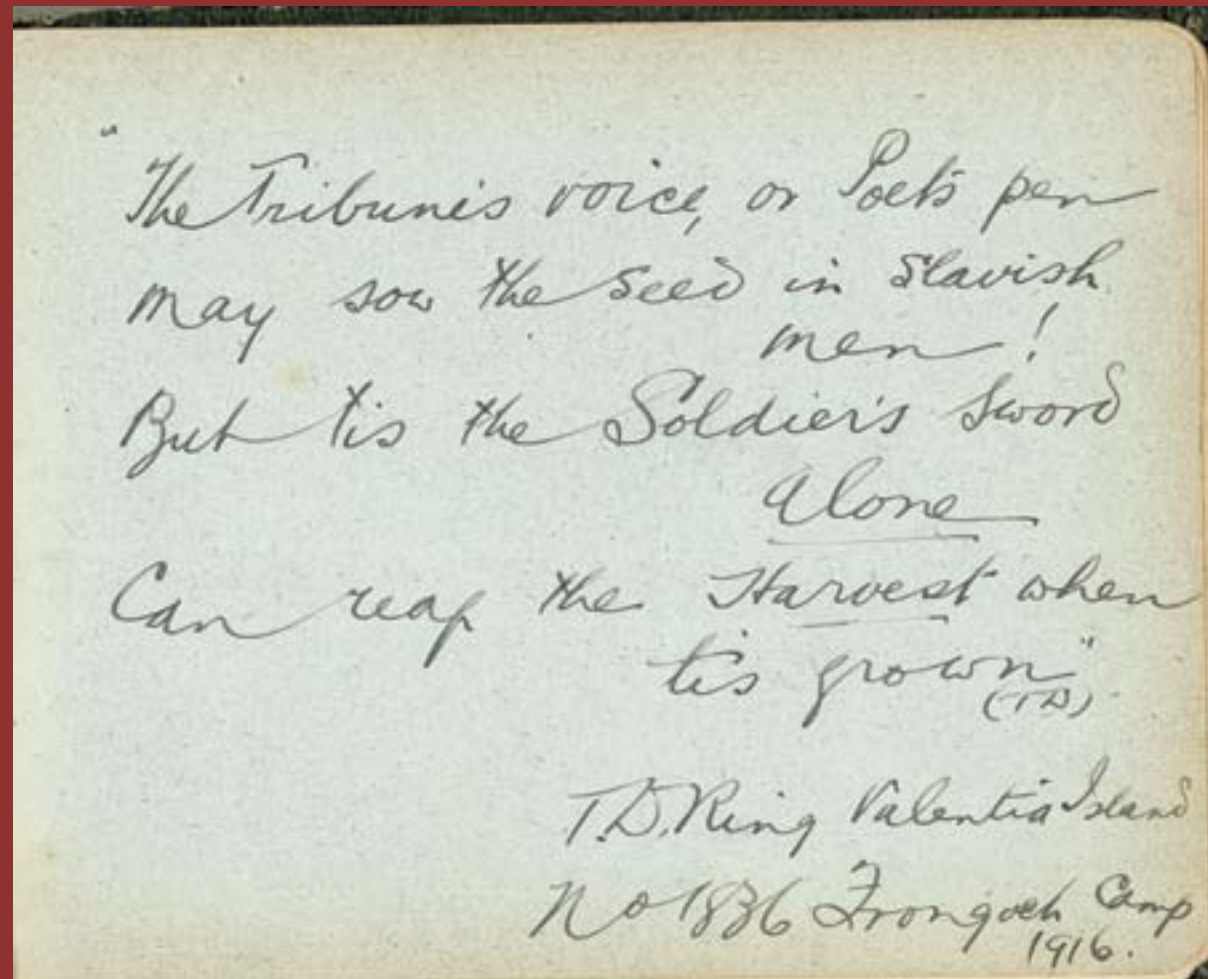 "The Tribune's voice, or Poet's pen
may sow the seed in slavish
men!
But tis the Soldier's sword
alone
Can reap the Harvest when
tis grown"
(TD)
T.D. Ring Valentia Island
No 1836 Frongoch Camp
1916.